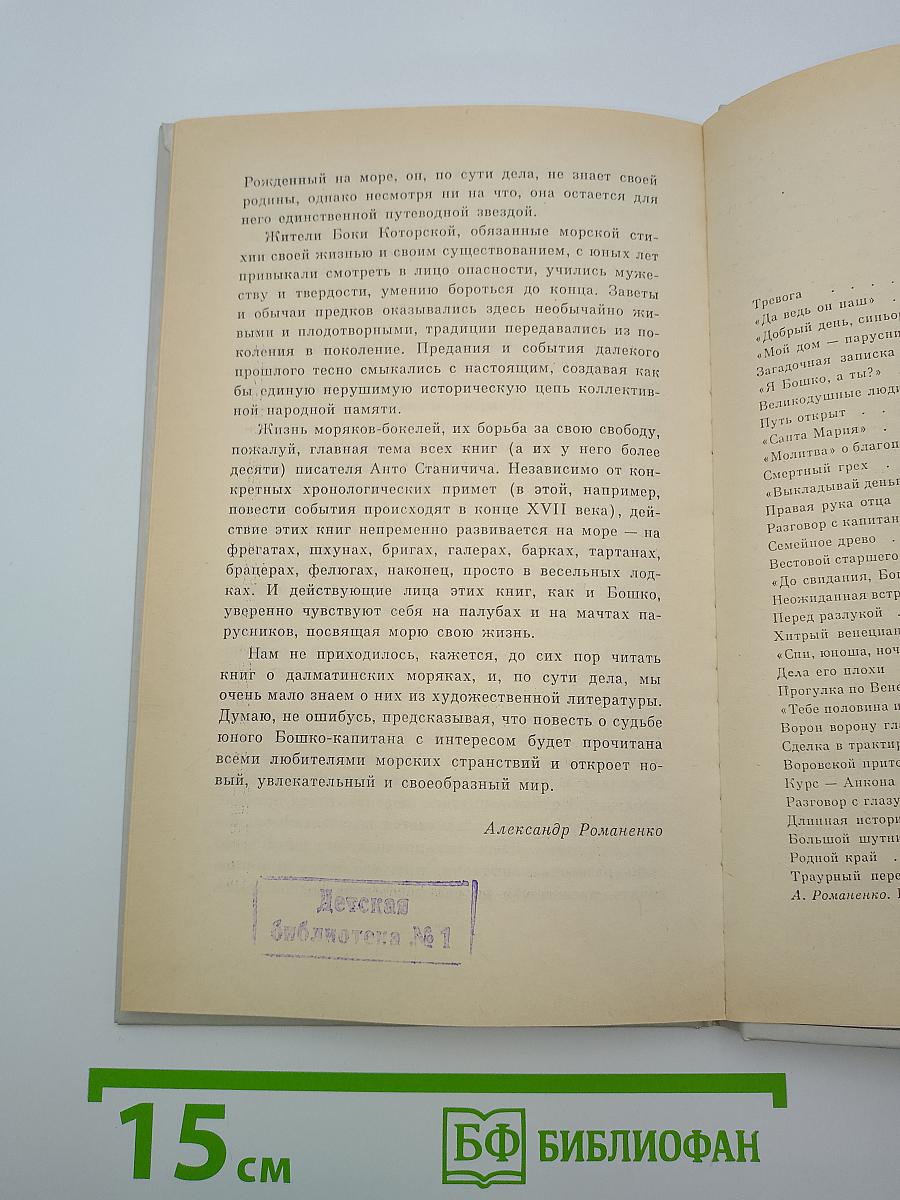 Рожденный на море, он, по сути дела, не знает своей
родины, однако несмотря ни на что, она остается для
него единственной путеводной звездой.
Жители Боки Которской, обязанные морской сти-
хии своей жизнью и своим существованием, с юных лет
привыкали смотреть в лицо опасности, учились муже-
ству и твердости, умению бороться до конца. Заветы
и обычаи предков оказывались здесь необычайно жи-
выми и плодотворными, традиции передавались из по-
коления в поколение. Предания и события далекого
прошлого тесно смыкались с настоящим, создавая как
бы единую нерушимую историческую цепь коллектив-
ной народной памяти.
Жизнь моряков-бокелей, их борьба за свою свободу,
пожалуй, главная тема всех книг (а их у него более
десяти) писателя Анто Станичича. Независимо от кон-
кретных хронологических примет (в этой, например,
повести события происходят в конце XVII века), дей-
ствие этих книг непременно развивается на море — на
фрегатах, шхунах, бригах, галерах, барках, тартанах,
брацерах, фелюгах, наконец, просто в весельных лод-
ках. И действующие лица этих книг, как и Бошко,
уверенно чувствуют себя на палубах и на мачтах па-
русников, посвящая морю свою жизнь.
Нам не приходилось, кажется, до сих пор читать
книг о далматинских моряках, и, по сути дела, мы
очень мало знаем о них из художественной литературы.
Думаю, не ошибусь, предсказывая, что повесть о судьбе
юного Бошко-капитана с интересом будет прочитана
всеми любителями морских странствий и откроет но-
вый, увлекательный и своеобразный мир.
Александр Романенко
Детская
библиотека № 1
Тревога . . . .
«Да ведь он наш» .
«Добрый день, синьор
«Мой дом — парусни
Загадочная записка
«Я Бошко, а ты?»
Великодушные люди
Путь открыт . .
«Санта Мария» .
«Молитва» о благоп
Смертный грех .
«Выкладывай деньг
Правая рука отца
Разговор с капитан
Семейное древо .
Вестовой старшего
«До свидания, Бош
Неожиданная встр
Перед разлукой .
Хитрый венециан
«Спи, юноша, ноч
Дела его плохи
Прогулка по Вене
«Тебе половина и
Ворон ворону гла
Сделка в трактир
Воровской прито
Курс — Анкона
Разговор с глазу
Длинная истори
Большой шутни
Родной край .
Траурный пере
А. Романенко.
15 см
БФ БИБЛИОФАН